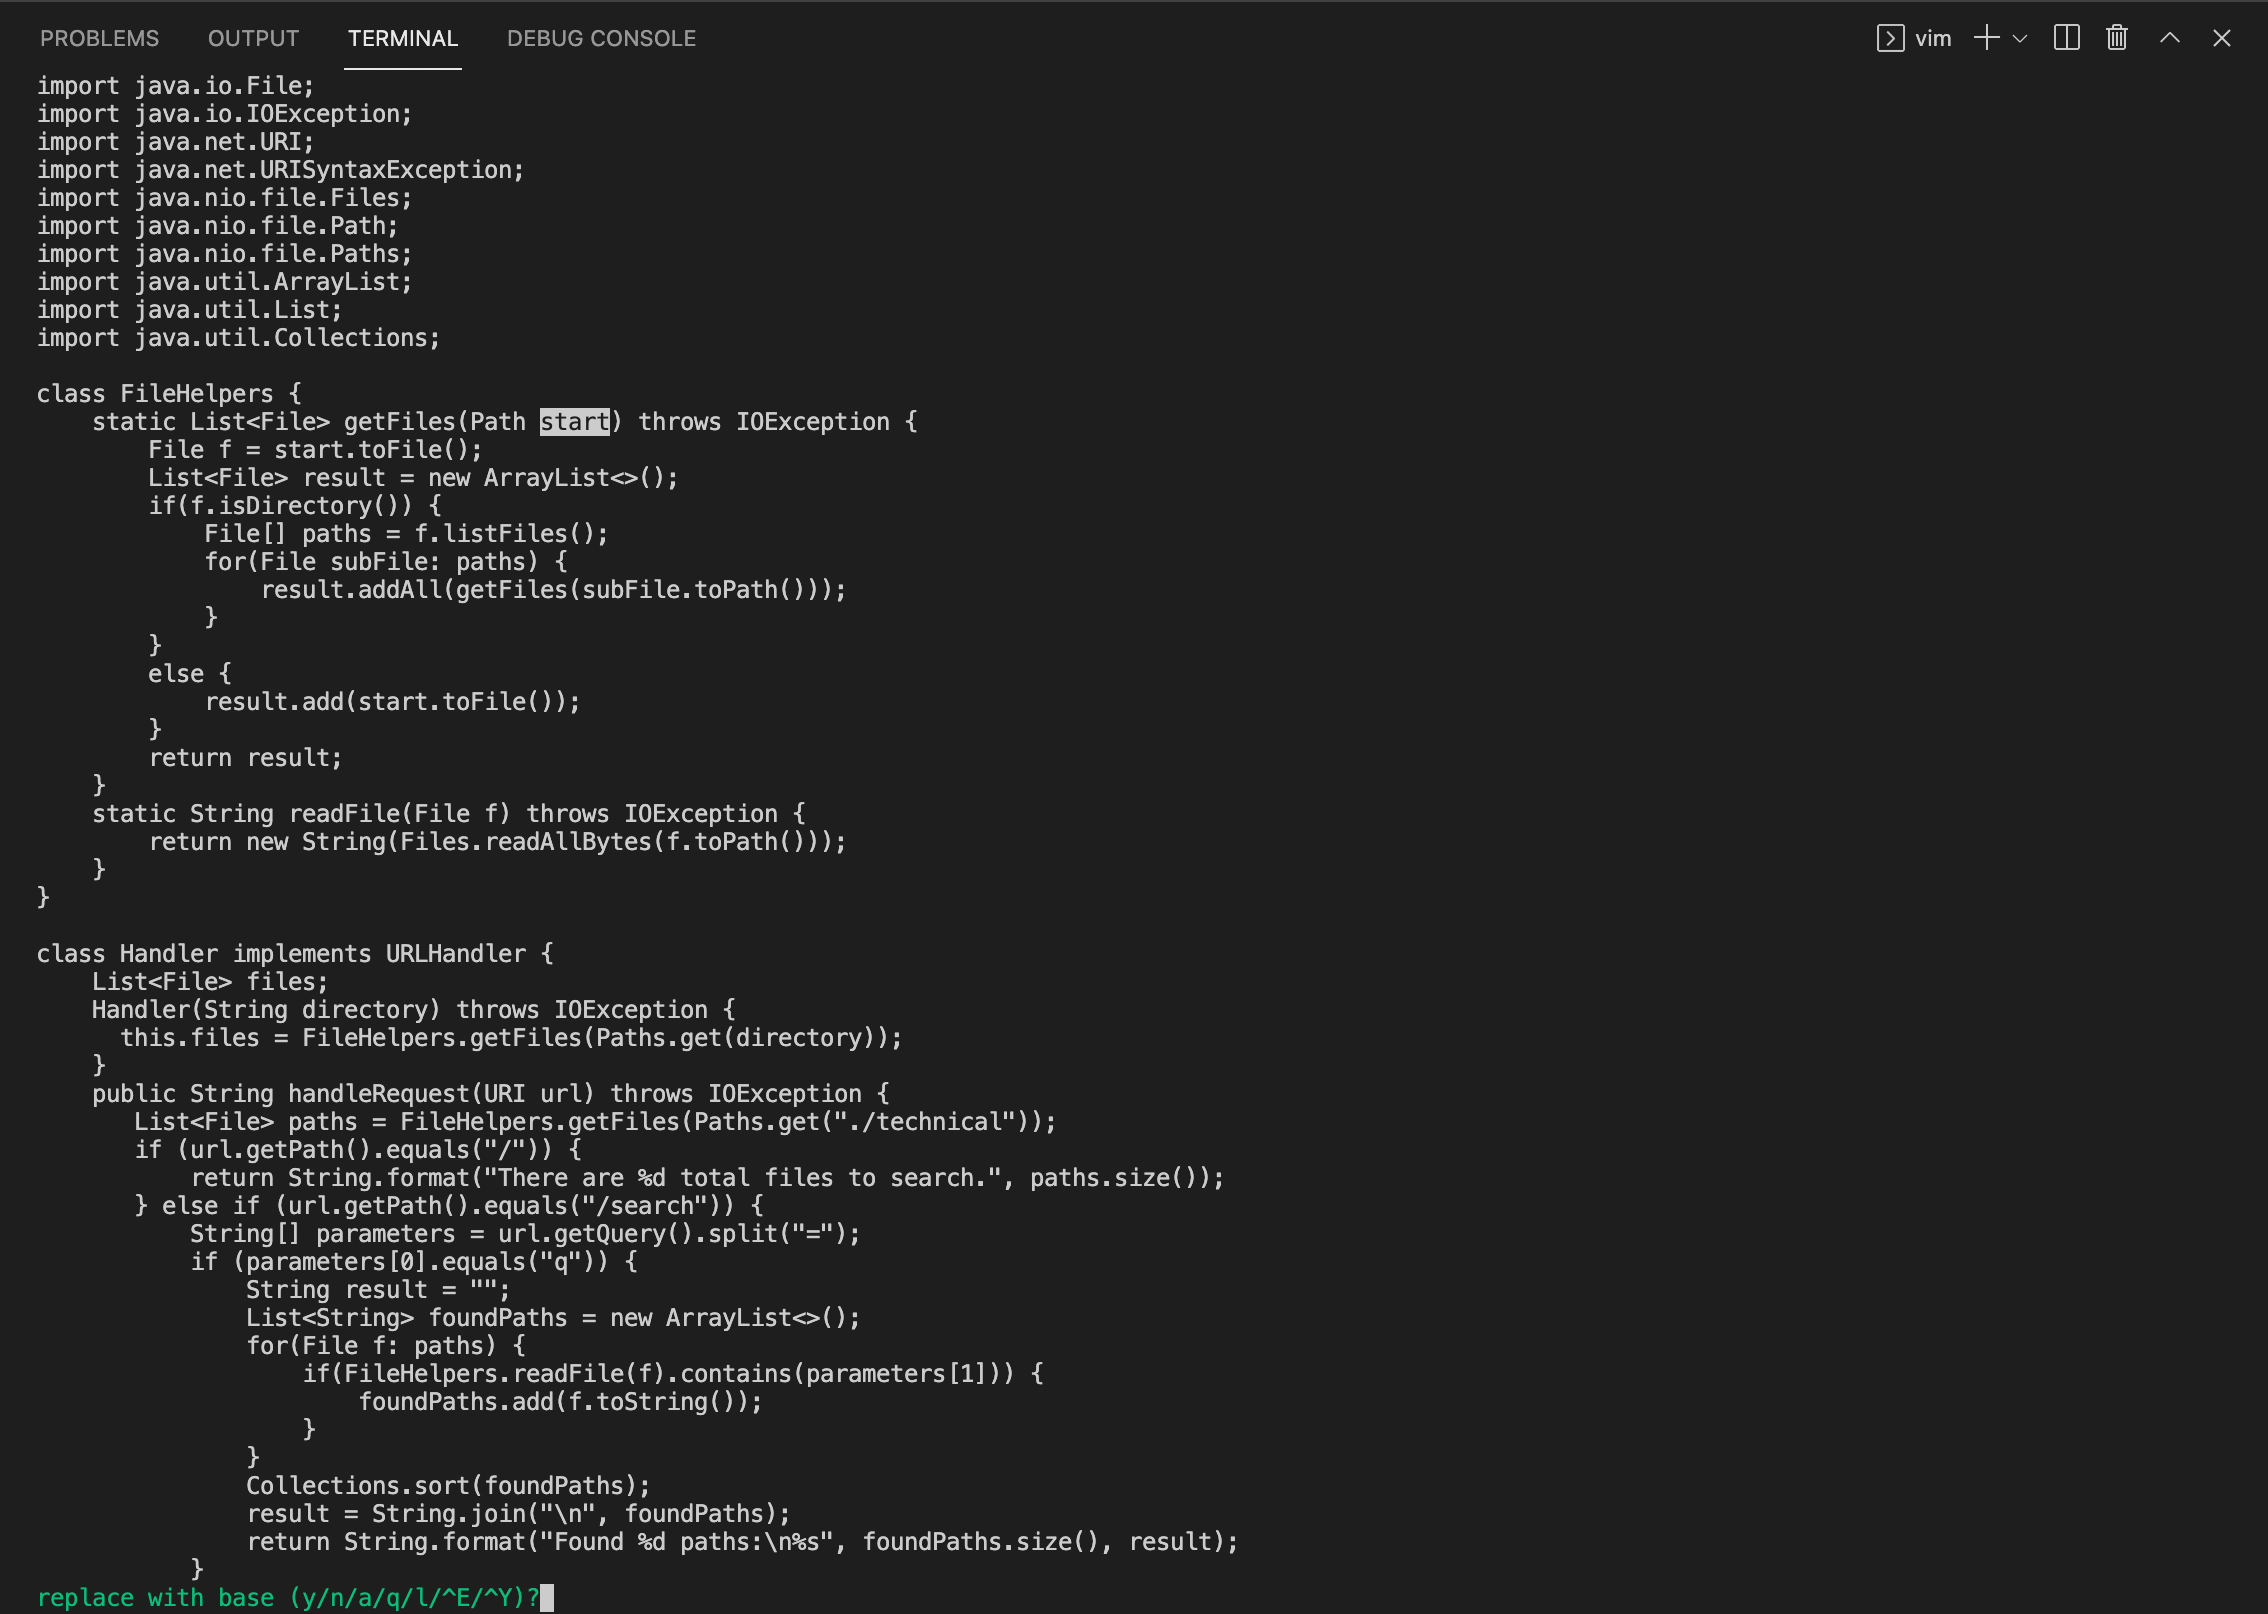 PROBLEMS OUTPUT TERMINAL DEBUG CONSOLE vim
import java.io.File;
import java.io.IOException;
import java.net.URI;
import java.net.URISyntaxException;
import java.nio.file.Files;
import java.nio.file.Path;
import java.nio.file.Paths;
import java.util.ArrayList;
import java.util.List;
import java.util.Collections;

class FileHelpers {
    static List<File> getFiles(Path start) throws IOException {
        File f = start.toFile();
        List<File> result = new ArrayList<>();
        if(f.isDirectory()) {
            File[] paths = f.listFiles();
            for(File subFile: paths) {
                result.addAll(getFiles(subFile.toPath()));
            }
        }
        else {
            result.add(start.toFile());
        }
        return result;
    }
    static String readFile(File f) throws IOException {
        return new String(Files.readAllBytes(f.toPath()));
    }
}

class Handler implements URLHandler {
    List<File> files;
    Handler(String directory) throws IOException {
      this.files = FileHelpers.getFiles(Paths.get(directory));
    }
    public String handleRequest(URI url) throws IOException {
       List<File> paths = FileHelpers.getFiles(Paths.get("./technical"));
       if (url.getPath().equals("/")) {
           return String.format("There are %d total files to search.", paths.size());
       } else if (url.getPath().equals("/search")) {
           String[] parameters = url.getQuery().split("=");
           if (parameters[0].equals("q")) {
               String result = "";
               List<String> foundPaths = new ArrayList<>();
               for(File f: paths) {
                   if(FileHelpers.readFile(f).contains(parameters[1])) {
                       foundPaths.add(f.toString());
                   }
               }
               Collections.sort(foundPaths);
               result = String.join("\n", foundPaths);
               return String.format("Found %d paths:\n%s", foundPaths.size(), result);
           }
replace with base (y/n/a/q/l/^E/^Y)?